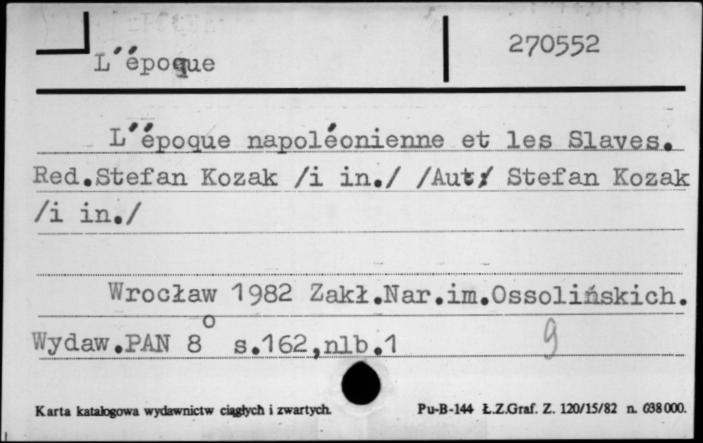 L'époque
270552
L'époque napoléonienne et les Slaves.
Red.Stefan Kozak /i in./ /Aut/ Stefan Kozak
/i in./
Wrocław 1982 Zakł.Nar.im.Ossolińskich.
Wydaw.PAN 8° s.162,nlb.1
9
Karta katalogowa wydawnictw ciągłych i zwartych.
Pu-B-144 Ł.Z.Graf. Z. 120/15/82 n. 638000.